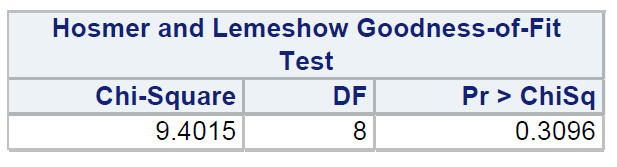 Hosmer and Lemeshow Goodness-of-Fit
Test
Chi-Square DF Pr > ChiSq
9.4015 8 0.3096